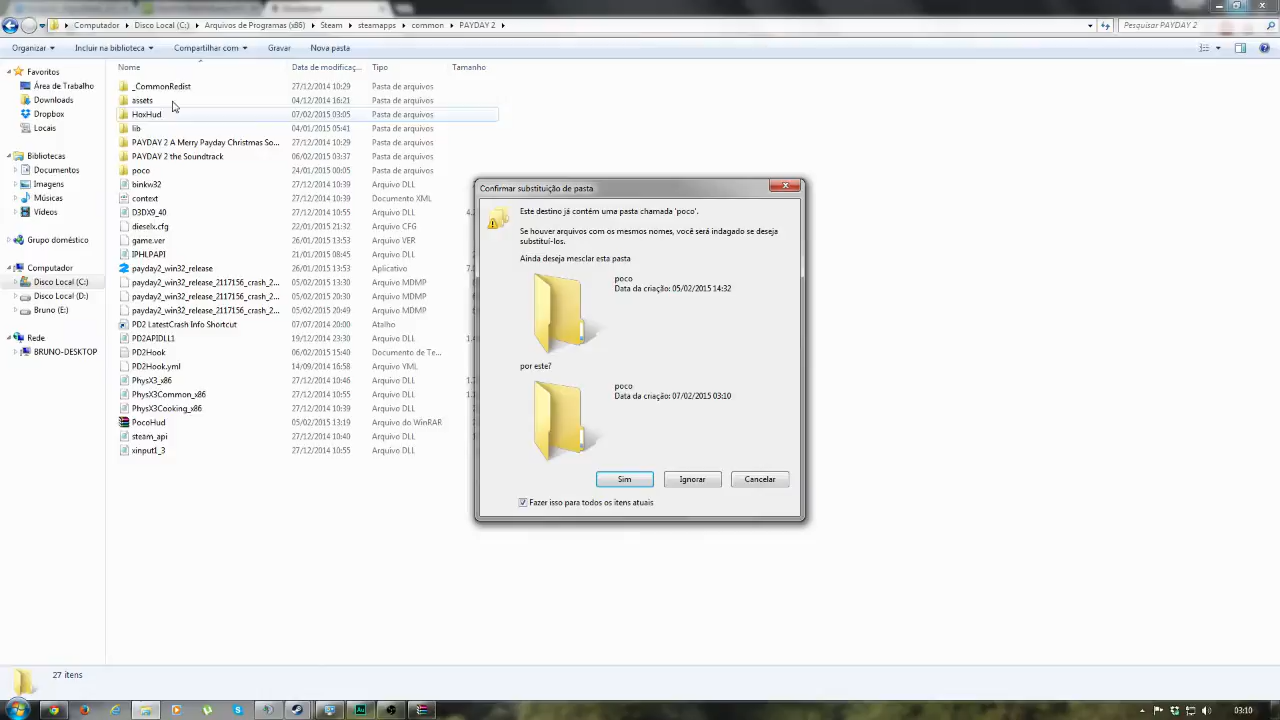 Computador ▸ Disco Local (C:) ▸ Arquivos de Programas (x86) ▸ Steam ▸ steamapps ▸ common ▸ PAYDAY 2 ▸
Pesquisar PAYDAY 2
Organizar Incluir na biblioteca Compartilhar com Gravar Nova pasta
Nome Data de modificaç... Tipo Tamanho
Favoritos
Área de Trabalho
Downloads
Dropbox
Locais
Bibliotecas
Documentos
Imagens
Músicas
Vídeos
Grupo doméstico
Computador
Disco Local (C:)
Disco Local (D:)
Bruno (E:)
Rede
BRUNO-DESKTOP
_CommonRedist 27/12/2014 10:29 Pasta de arquivos
assets 04/12/2014 16:21 Pasta de arquivos
HoxHud 07/02/2015 03:05 Pasta de arquivos
lib 04/01/2015 05:41 Pasta de arquivos
PAYDAY 2 A Merry Payday Christmas So... 27/12/2014 10:29 Pasta de arquivos
PAYDAY 2 the Soundtrack 06/02/2015 03:37 Pasta de arquivos
poco 24/01/2015 00:05 Pasta de arquivos
binkw32 27/12/2014 10:39 Arquivo DLL
context 27/12/2014 10:39 Documento XML
D3DX9_40 27/12/2014 10:39 Arquivo DLL 4.
dieselx.cfg 22/01/2015 21:32 Arquivo CFG
game.ver 26/01/2015 13:53 Arquivo VER
IPHLPAPI 21/01/2015 08:45 Arquivo DLL
payday2_win32_release 26/01/2015 13:53 Aplicativo
payday2_win32_release_2117156_crash_2... 05/02/2015 13:30 Arquivo MDMP
payday2_win32_release_2117156_crash_2... 05/02/2015 20:30 Arquivo MDMP
payday2_win32_release_2117156_crash_2... 05/02/2015 20:49 Arquivo MDMP
PD2 LatestCrash Info Shortcut 07/07/2014 20:00 Atalho
PD2APIDLL1 19/12/2014 23:30 Arquivo DLL 1.
PD2Hook 06/02/2015 15:40 Documento de Te...
PD2Hook.yml 14/09/2014 16:58 Arquivo YML
PhysX3_x86 27/12/2014 10:46 Arquivo DLL 1.
PhysX3Common_x86 27/12/2014 10:55 Arquivo DLL 1.
PhysX3Cooking_x86 27/12/2014 10:39 Arquivo DLL
PocoHud 05/02/2015 13:19 Arquivo do WinRAR
steam_api 27/12/2014 10:40 Arquivo DLL
xinput1_3 27/12/2014 10:55 Arquivo DLL
Confirmar substituição de pasta
Este destino já contém uma pasta chamada 'poco'.
Se houver arquivos com os mesmos nomes, você será indagado se deseja
substituí-los.
Ainda deseja mesclar esta pasta
poco
Data da criação: 05/02/2015 14:32
por este?
poco
Data da criação: 07/02/2015 03:10
Sim Ignorar Cancelar
Fazer isso para todos os itens atuais
27 itens
03:10